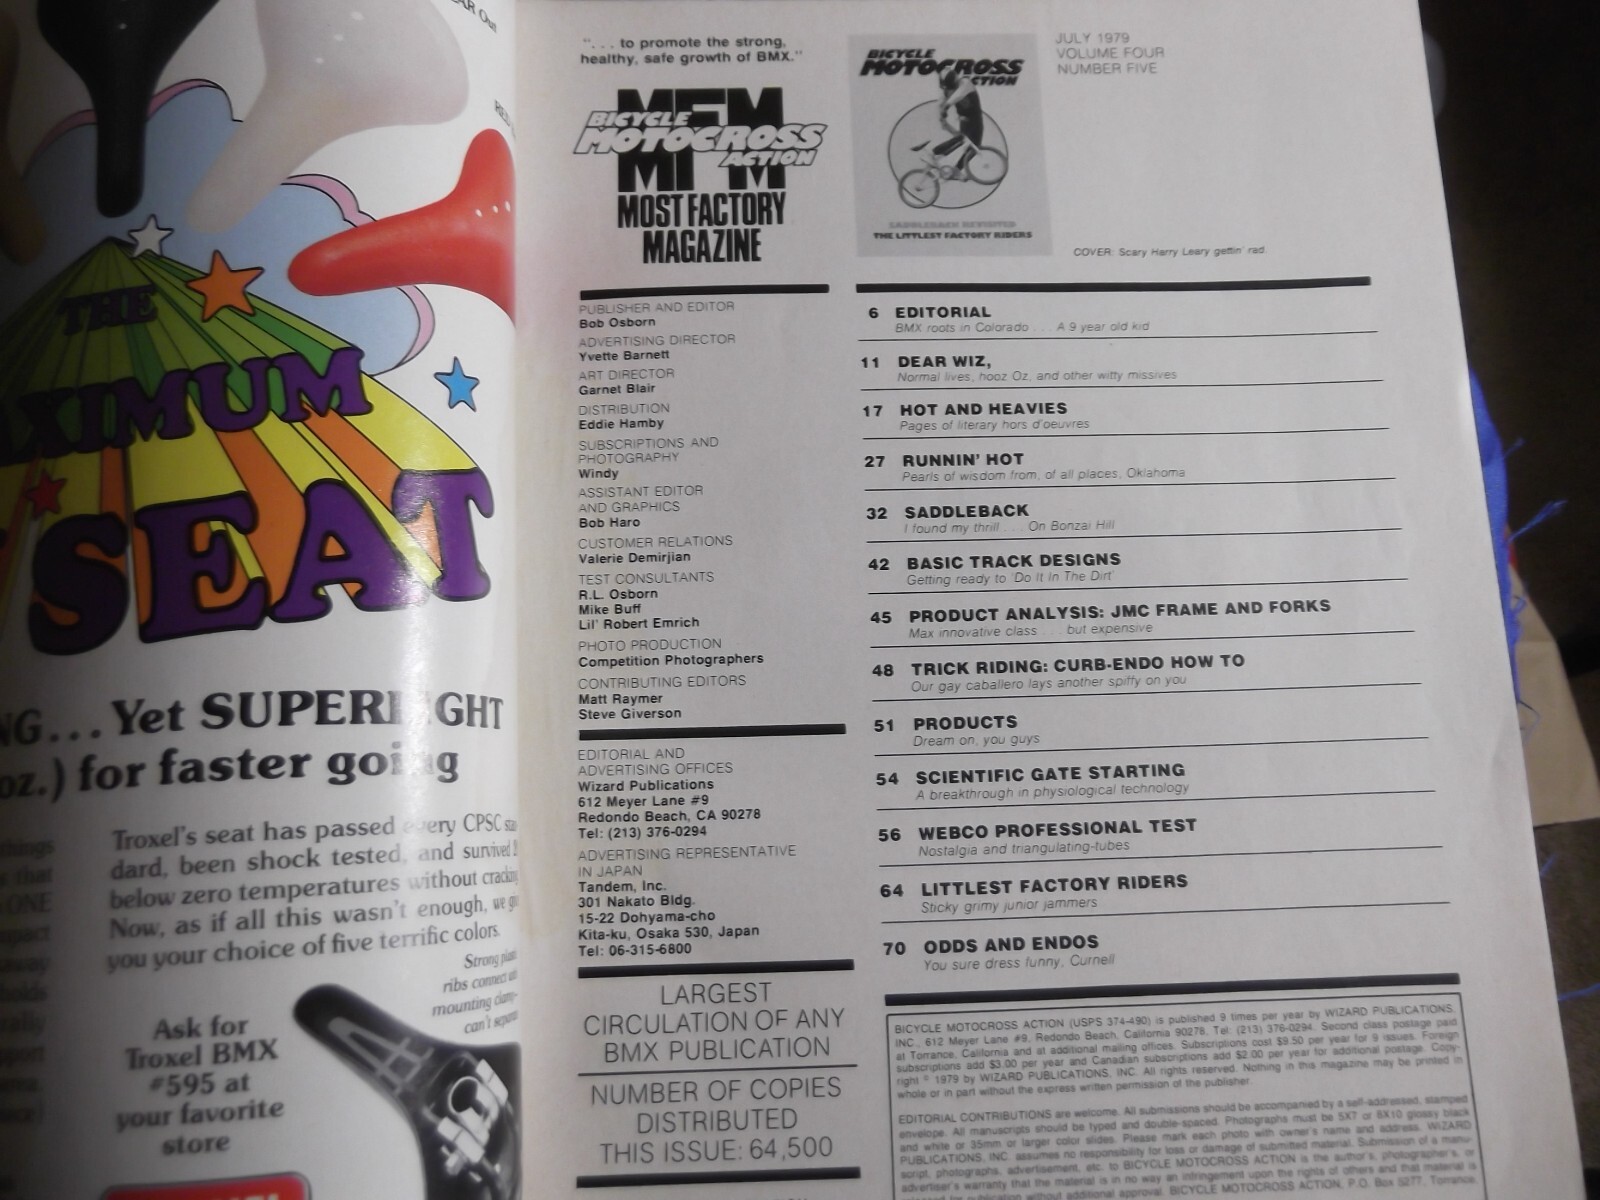 THE
MAXIMUM
SEAT
... Yet SUPERLIGHT
oz.) for faster going
Troxel's seat has passed every CPSC
dard, been shock tested, and survived
below zero temperatures without cracking
Now, as if all this wasn't enough, we
you your choice of five terrific colors.
Strong
ribs connect
mounting
can't
Ask for
Troxel BMX
#595 at
your favorite
store
". . . to promote the strong,
healthy, safe growth of BMX."
MFM
BICYCLE
MOTOCROSS
ACTION
MFM
MOST FACTORY
MAGAZINE
PUBLISHER AND EDITOR
Bob Osborn
ADVERTISING DIRECTOR
Yvette Barnett
ART DIRECTOR
Garnet Blair
DISTRIBUTION
Eddie Hamby
SUBSCRIPTIONS AND
PHOTOGRAPHY
Windy
ASSISTANT EDITOR
AND GRAPHICS
Bob Haro
CUSTOMER RELATIONS
Valerie Demirjian
TEST CONSULTANTS
R.L. Osborn
Mike Buff
Lil' Robert Emrich
PHOTO PRODUCTION
Competition Photographers
CONTRIBUTING EDITORS
Matt Raymer
Steve Giverson
EDITORIAL AND
ADVERTISING OFFICES
Wizard Publications
612 Meyer Lane #9
Redondo Beach, CA 90278
Tel: (213) 376-0294
ADVERTISING REPRESENTATIVE
IN JAPAN
Tandem, Inc.
301 Nakato Bldg.
15-22 Dohyama-cho
Kita-ku, Osaka 530, Japan
Tel: 06-315-6800
LARGEST
CIRCULATION OF ANY
BMX PUBLICATION
NUMBER OF COPIES
DISTRIBUTED
THIS ISSUE: 64,500
BICYCLE
MOTOCROSS
ACTION
SADDLEBACK REVISITED
THE LITTLEST FACTORY RIDERS
JULY 1979
VOLUME FOUR
NUMBER FIVE
COVER: Scary Harry Leary gettin' rad.
6 EDITORIAL
BMX roots in Colorado . . . A 9 year old kid
11 DEAR WIZ,
Normal lives, hooz Oz, and other witty missives
17 HOT AND HEAVIES
Pages of literary hors d'oeuvres
27 RUNNIN' HOT
Pearls of wisdom from, of all places, Oklahoma
32 SADDLEBACK
I found my thrill . . . On Bonzai Hill
42 BASIC TRACK DESIGNS
Getting ready to 'Do It In The Dirt'
45 PRODUCT ANALYSIS: JMC FRAME AND FORKS
Max innovative class . . . but expensive
48 TRICK RIDING: CURB-ENDO HOW TO
Our gay caballero lays another spiffy on you
51 PRODUCTS
Dream on, you guys
54 SCIENTIFIC GATE STARTING
A breakthrough in physiological technology
56 WEBCO PROFESSIONAL TEST
Nostalgia and triangulating-tubes
64 LITTLEST FACTORY RIDERS
Sticky grimy junior jammers
70 ODDS AND ENDOS
You sure dress funny, Curnell
BICYCLE MOTOCROSS ACTION (USPS 374-490) is published 9 times per year by WIZARD PUBLICATIONS,
INC., 612 Meyer Lane #9, Redondo Beach, California 90278. Tel: (213) 376-0294. Second class postage paid
at Torrance, California and at additional mailing offices. Subscriptions cost $9.50 per year for 9 issues. Foreign
subscriptions add $3.00 per year and Canadian subscriptions add $2.00 per year for additional postage. Copy-
right © 1979 by WIZARD PUBLICATIONS, INC. All rights reserved. Nothing in this magazine may be printed in
whole or in part without the express written permission of the publisher.
EDITORIAL CONTRIBUTIONS are welcome. All submissions should be accompanied by a self-addressed, stamped
envelope. All manuscripts should be typed and double-spaced. Photographs must be 5X7 or 8X10 glossy black
and white or 35mm or larger color slides. Please mark each photo with owner's name and address. WIZARD
PUBLICATIONS, INC. assumes no responsibility for loss or damage of submitted material. Submission of a manu-
script, photographs, advertisement, etc. to BICYCLE MOTOCROSS ACTION is the author's, photographer's, or
advertiser's warranty that the material is in no way an infringement upon the rights of others and that material is
released for publication without additional approval. BICYCLE MOTOCROSS ACTION, P.O. Box 5277, Torrance,